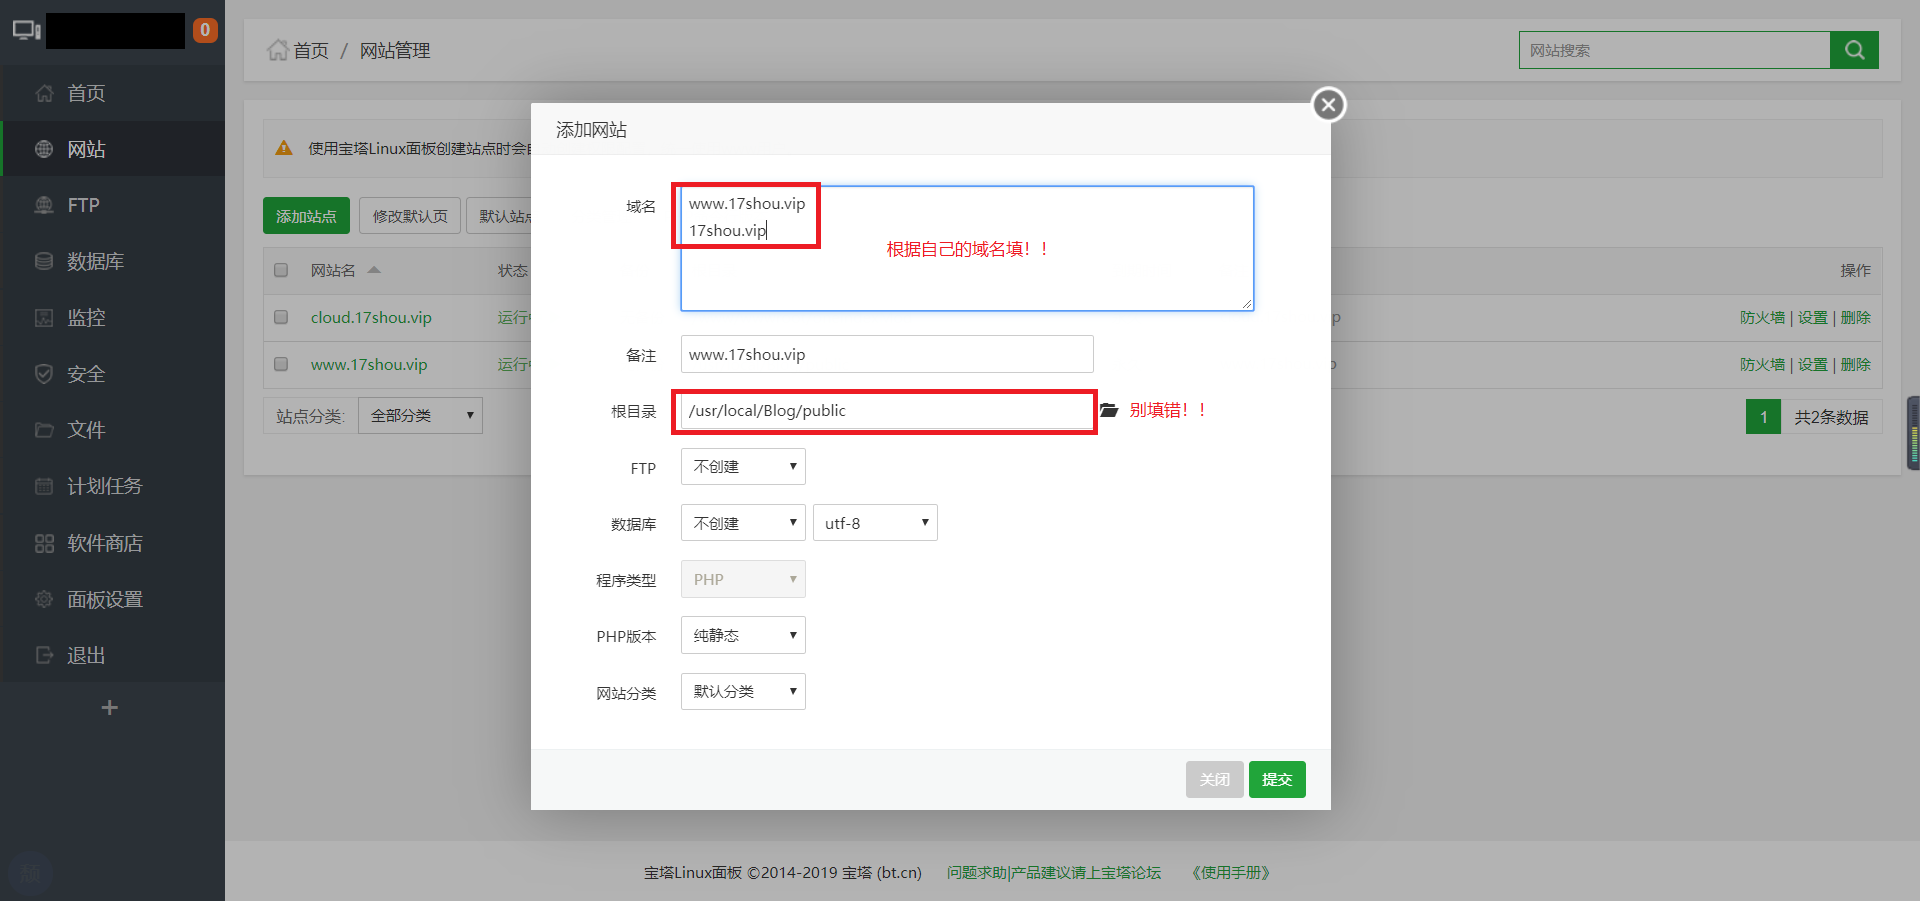 0
首页
网站
FTP
数据库
监控
安全
文件
计划任务
软件商店
面板设置
退出
+
首页 / 网站管理
网站搜索
使用宝塔Linux面板创建站点时会
添加站点
修改默认页
默认站点
网站名
状态
操作
cloud.17shou.vip
运行
p
防火墙 | 设置 | 删除
www.17shou.vip
运行
防火墙 | 设置 | 删除
站点分类:
全部分类
1
共2条数据
添加网站
域名
www.17shou.vip
17shou.vip
根据自己的域名填！！
备注
www.17shou.vip
根目录
/usr/local/Blog/public
别填错！！
FTP
不创建
数据库
不创建
utf-8
程序类型
PHP
PHP版本
纯静态
网站分类
默认分类
关闭
提交
宝塔Linux面板 ©2014-2019 宝塔 (bt.cn)
问题求助|产品建议请上宝塔论坛
《使用手册》